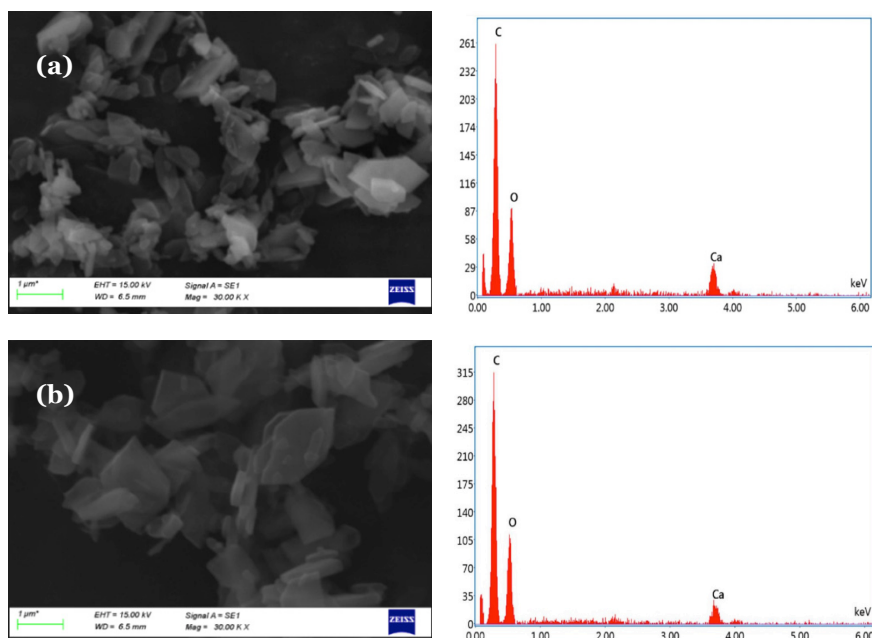 (a)
1 µm*
EHT = 15.00 kV
WD = 6.5 mm
Signal A = SE1
Mag = 30.00 K X
ZEISS
261
232
203
174
145
116
87
58
29
C
O
Ca
keV
0.00 1.00 2.00 3.00 4.00 5.00 6.00
(b)
1 µm*
EHT = 15.00 kV
WD = 6.5 mm
Signal A = SE1
Mag = 30.00 K X
ZEISS
315
280
245
210
175
140
105
70
35
0
C
O
Ca
keV
0.00 1.00 2.00 3.00 4.00 5.00 6.00